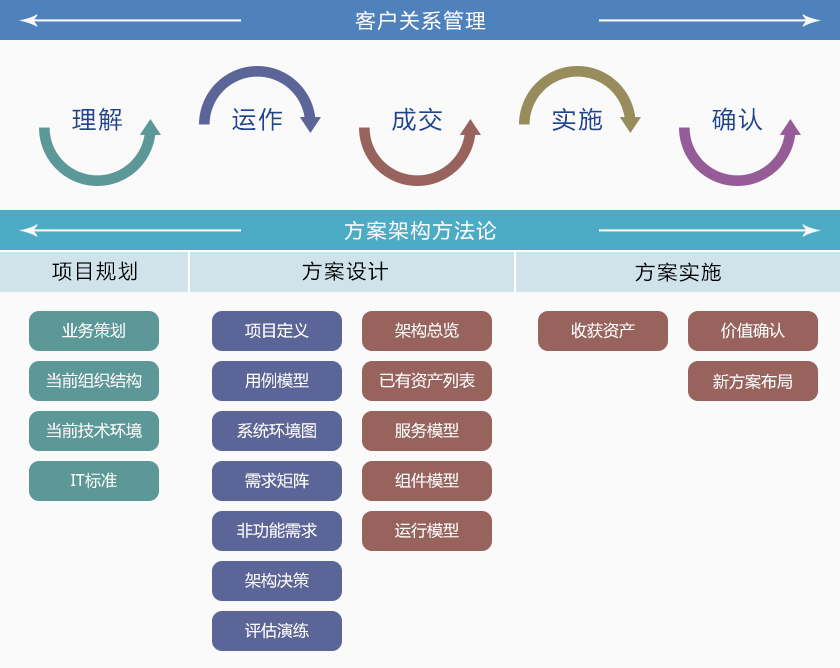 客户关系管理
理解
运作
成交
实施
确认
方案架构方法论
项目规划
方案设计
方案实施
业务策划
当前组织结构
当前技术环境
IT标准
项目定义
用例模型
系统环境图
需求矩阵
非功能需求
架构决策
评估演练
架构总览
已有资产列表
服务模型
组件模型
运行模型
收获资产
价值确认
新方案布局